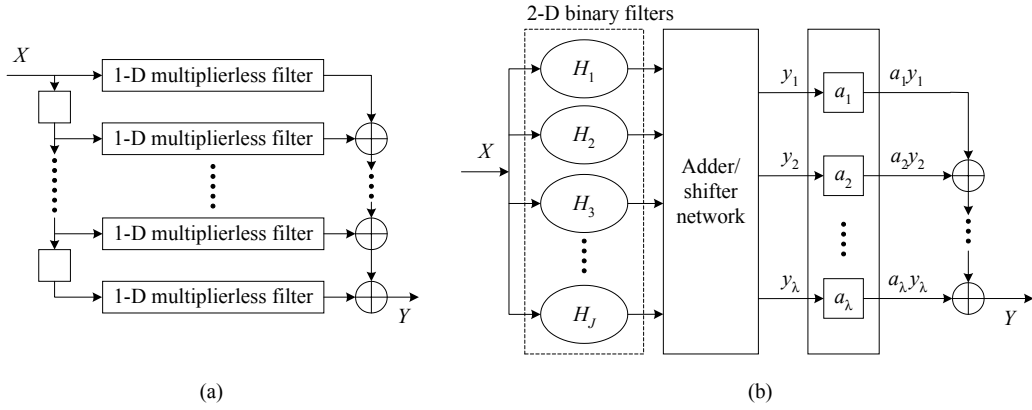 X
1-D multiplierless filter
1-D multiplierless filter
1-D multiplierless filter
1-D multiplierless filter
Y
(a)
2-D binary filters
X
H1
H2
H3
HJ
Adder/
shifter
network
y1
a1
a1y1
y2
a2
a2y2
yλ
aλ
aλyλ
Y
(b)